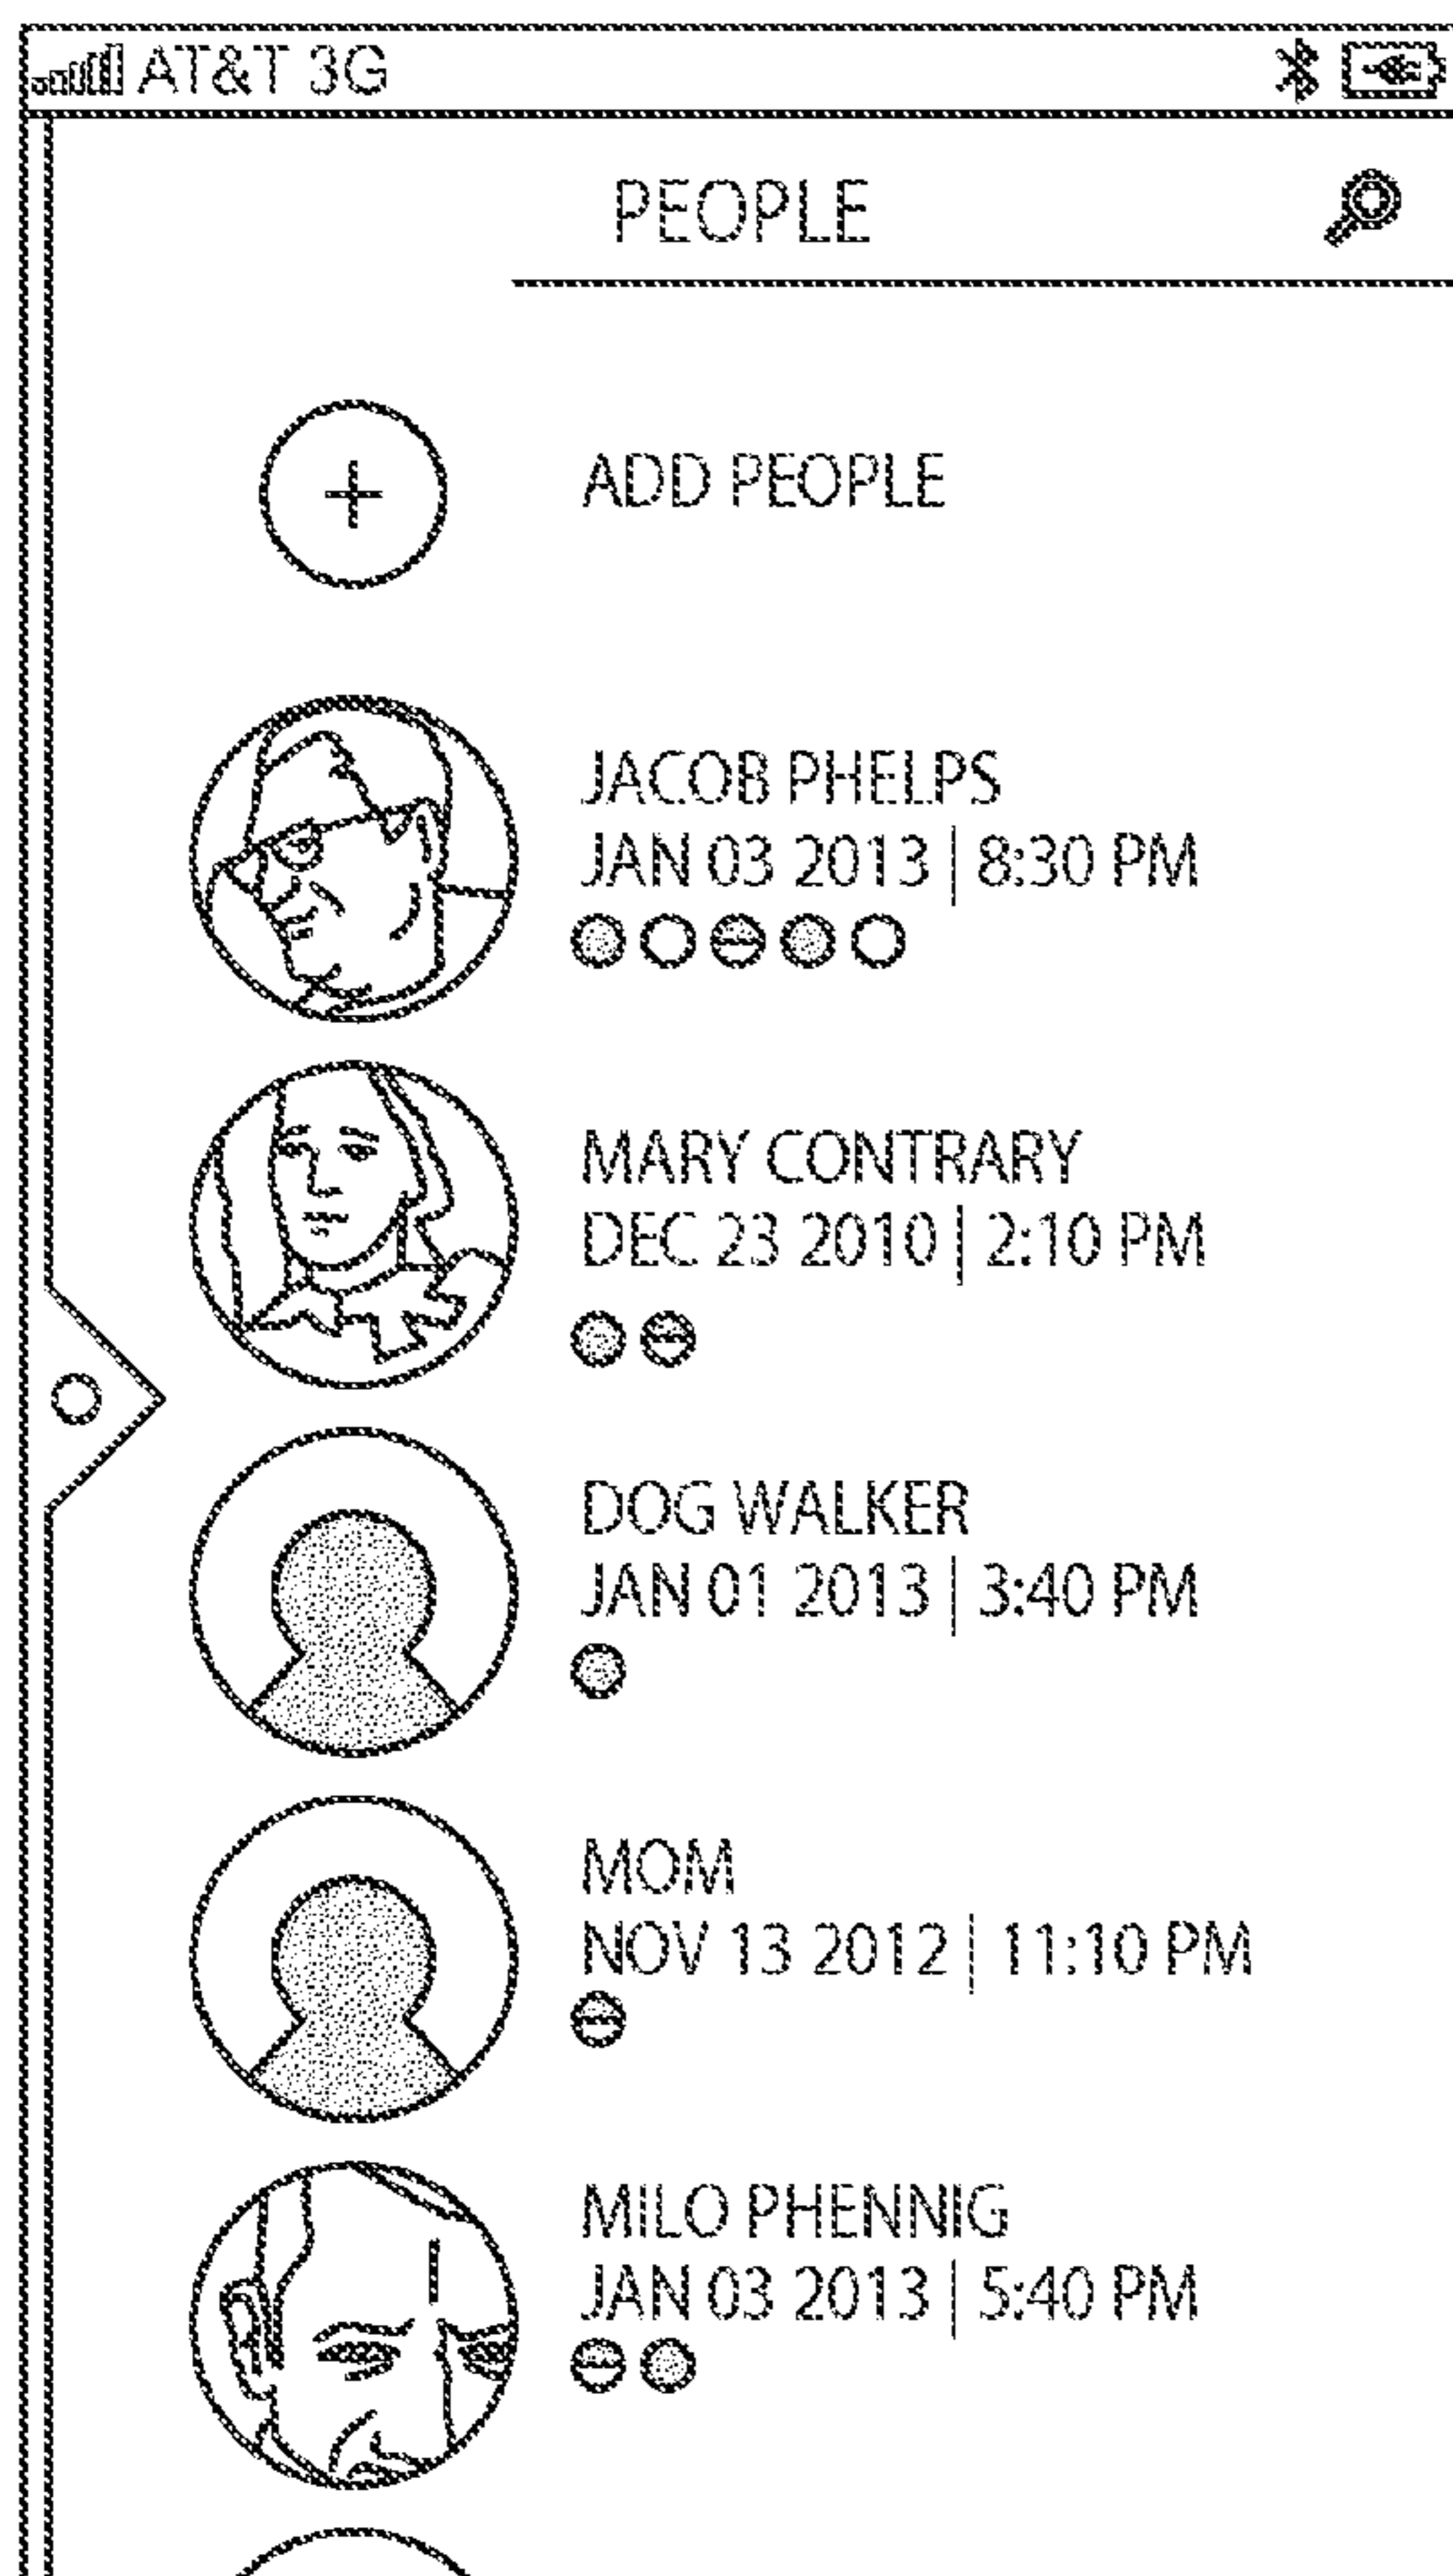 AT&T 3G
PEOPLE
ADD PEOPLE
JACOB PHELPS
JAN 03 2013 | 8:30 PM
MARY CONTRARY
DEC 23 2010 | 2:10 PM
DOG WALKER
JAN 01 2013 | 3:40 PM
MOM
NOV 13 2012 | 11:10 PM
MILO PHENNIG
JAN 03 2013 | 5:40 PM